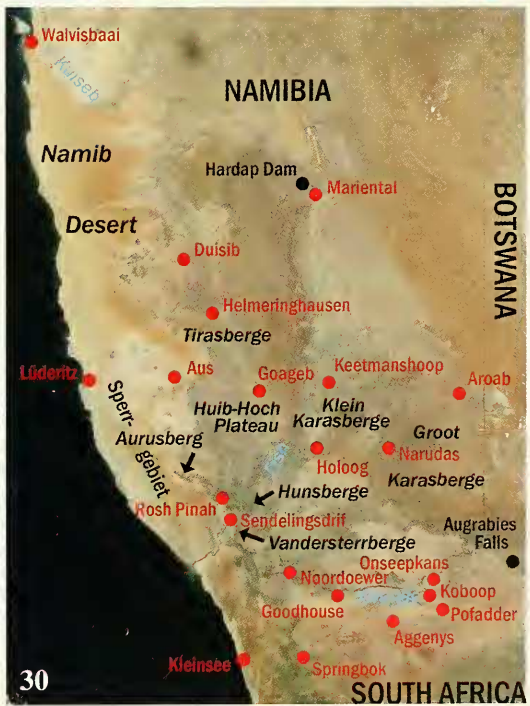 Walvisbaai
Kuiseb
NAMIBIA
Namib
Desert
Hardap Dam
Mariental
BOTSWANA
Duisib
Helmeringhausen
Tirasberge
Lüderitz
Aus
Goageb
Keetmanshoop
Aroab
Sperr-
gebiet
Huib-Hoch
Plateau
Klein
Karasberge
Groot
Karasberge
Aurusberg
Holoog
Narudas
Hunsberge
Rosh Pinah
Sendelingsdrif
Vandersterrberge
Augrabies
Falls
Onseepkans
Noordoewer
Koboop
Goodhouse
Pofadder
Aggenys
Kleinsee
Springbok
30
SOUTH AFRICA